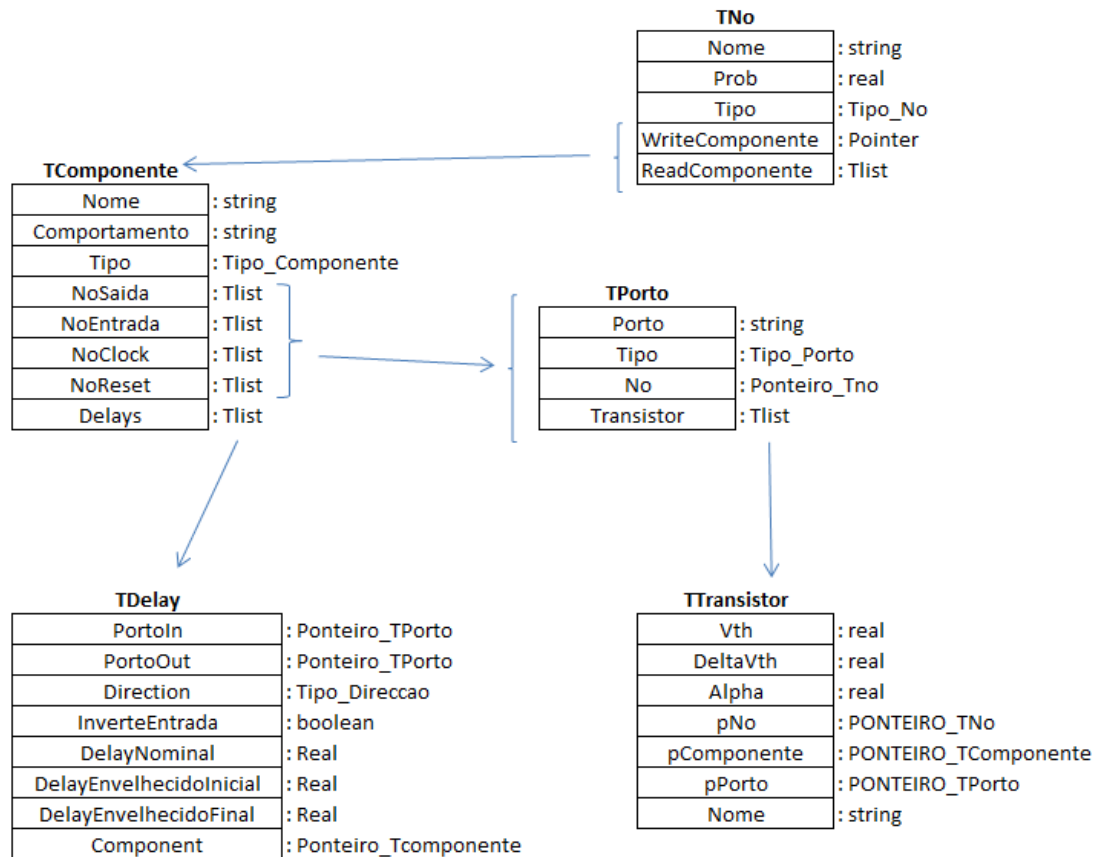 TNo
Nome : string
Prob : real
Tipo : Tipo_No
WriteComponente : Pointer
ReadComponente : Tlist
TComponente
Nome : string
Comportamento : string
Tipo : Tipo_Componente
NoSaida : Tlist
NoEntrada : Tlist
NoClock : Tlist
NoReset : Tlist
Delays : Tlist
TPorto
Porto : string
Tipo : Tipo_Porto
No : Ponteiro_Tno
Transistor : Tlist
TDelay
PortoIn : Ponteiro_TPorto
PortoOut : Ponteiro_TPorto
Direction : Tipo_Direccao
InverteEntrada : boolean
DelayNominal : Real
DelayEnvelhecidoInicial : Real
DelayEnvelhecidoFinal : Real
Component : Ponteiro_Tcomponente
TTransistor
Vth : real
DeltaVth : real
Alpha : real
pNo : PONTEIRO_TNo
pComponente : PONTEIRO_TComponente
pPorto : PONTEIRO_TPorto
Nome : string